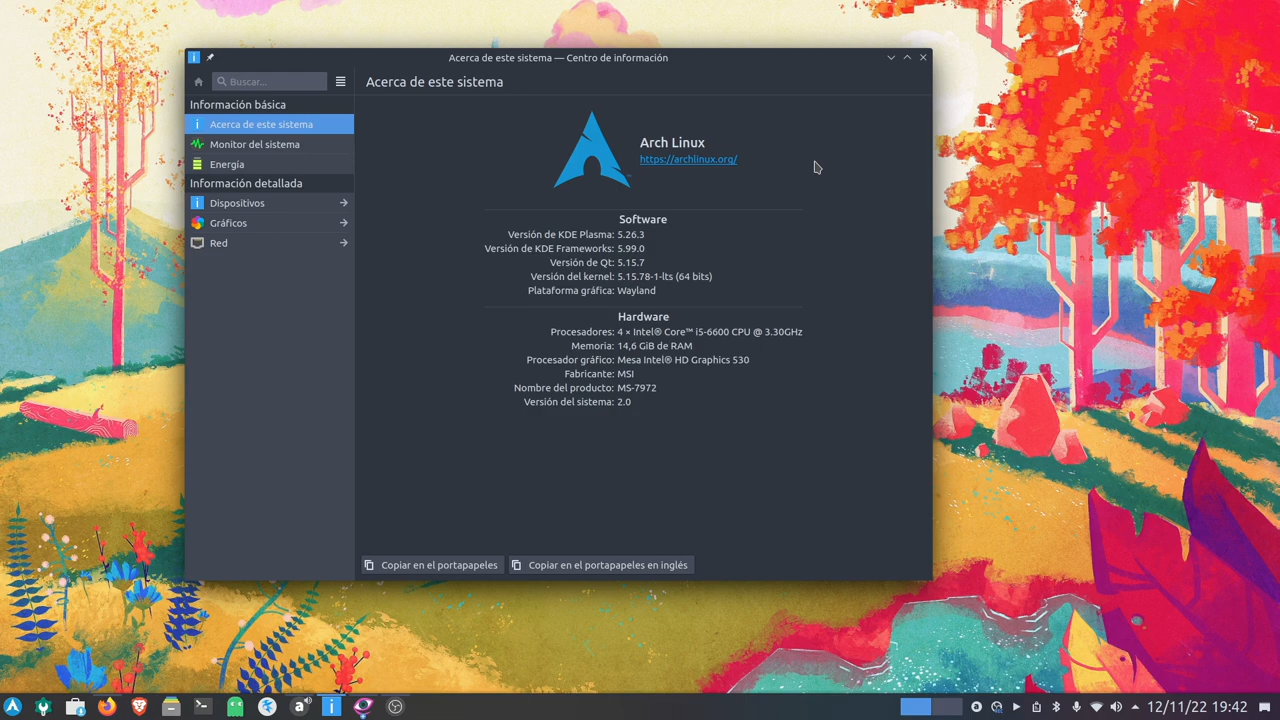 Acerca de este sistema — Centro de información
Buscar...
Acerca de este sistema
Información básica
Acerca de este sistema
Monitor del sistema
Energía
Información detallada
Dispositivos
Gráficos
Red
Arch Linux
https://archlinux.org/
Software
Versión de KDE Plasma: 5.26.3
Versión de KDE Frameworks: 5.99.0
Versión de Qt: 5.15.7
Versión del kernel: 5.15.78-1-lts (64 bits)
Plataforma gráfica: Wayland
Hardware
Procesadores: 4 × Intel® Core™ i5-6600 CPU @ 3.30GHz
Memoria: 14,6 GiB de RAM
Procesador gráfico: Mesa Intel® HD Graphics 530
Fabricante: MSI
Nombre del producto: MS-7972
Versión del sistema: 2.0
Copiar en el portapapeles
Copiar en el portapapeles en inglés
12/11/22 19:42